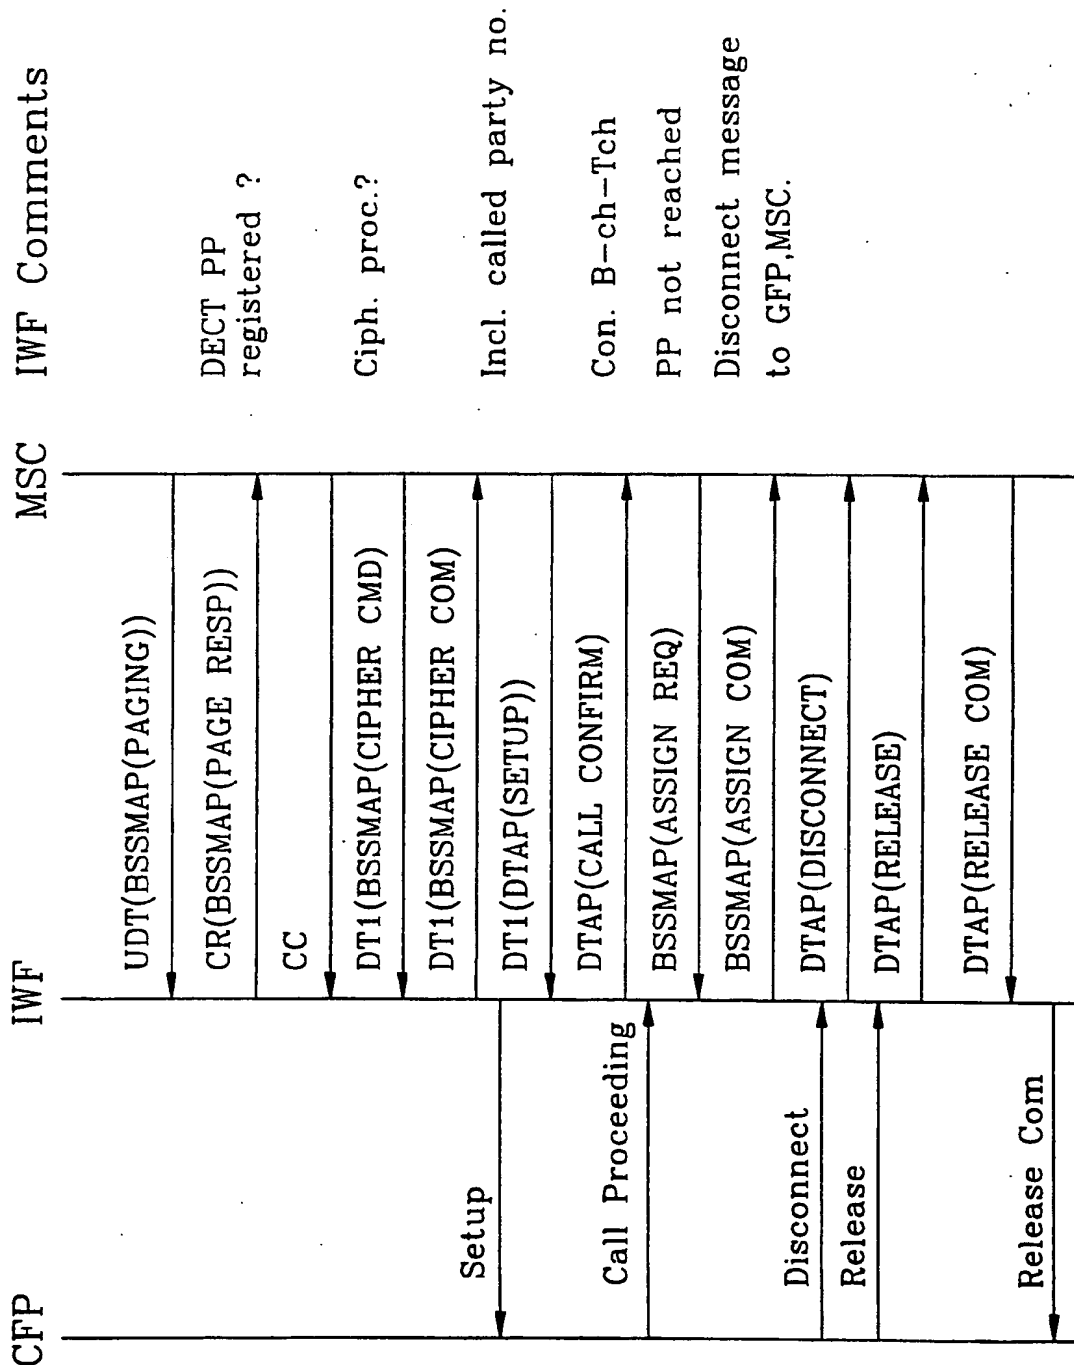 CFP
IWF
MSC
IWF Comments
UDT(BSSMAP(PAGING))
CR(BSSMAP(PAGE RESP))
DECT PP
registered ?
CC
DT1(BSSMAP(CIPHER CMD)
Ciph. proc.?
DT1(BSSMAP(CIPHER COM)
Setup
DT1(DTAP(SETUP))
Incl. called party no.
DTAP(CALL CONFIRM)
Call Proceeding
BSSMAP(ASSIGN REQ)
Con. B-ch-Tch
BSSMAP(ASSIGN COM)
PP not reached
Disconnect
DTAP(DISCONNECT)
Disconnect message
to GFP,MSC.
Release
DTAP(RELEASE)
DTAP(RELEASE COM)
Release Com